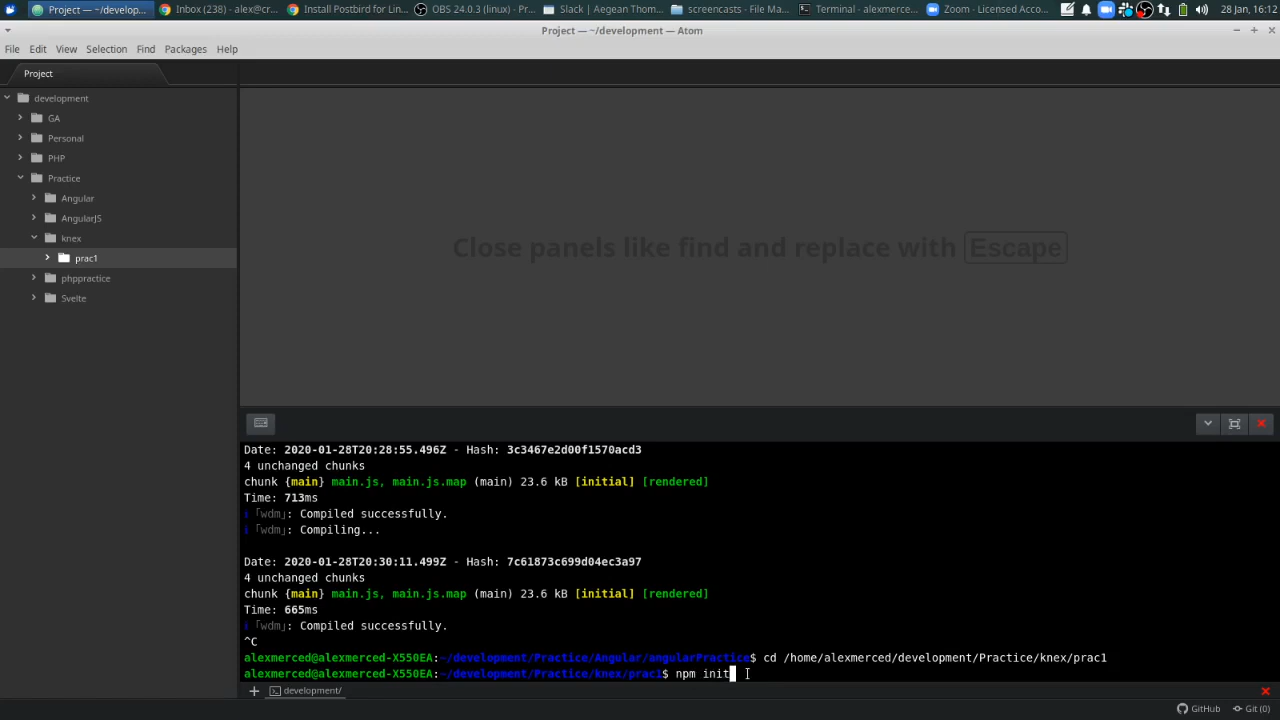 Project — ~/develop...
Inbox (238) - alex@cr...
Install Postbird for Lin...
OBS 24.0.3 (linux) - Pr...
Slack | Aegean Thom...
screencasts - File Ma...
Terminal - alexmerce...
Zoom - Licensed Acco...
28 Jan, 16:12
Project — ~/development — Atom
File Edit View Selection Find Packages Help
Project
development
GA
Personal
PHP
Practice
Angular
AngularJS
knex
prac1
phppractice
Svelte
Close panels like find and replace with Escape
Date: 2020-01-28T20:28:55.496Z - Hash: 3c3467e2d00f1570acd3
4 unchanged chunks
chunk {main} main.js, main.js.map (main) 23.6 kB [initial] [rendered]
Time: 713ms
ℹ 「wdm」: Compiled successfully.
ℹ 「wdm」: Compiling...
Date: 2020-01-28T20:30:11.499Z - Hash: 7c61873c699d04ec3a97
4 unchanged chunks
chunk {main} main.js, main.js.map (main) 23.6 kB [initial] [rendered]
Time: 665ms
ℹ 「wdm」: Compiled successfully.
^C
alexmerced@alexmerced-X550EA:~/development/Practice/Angular/angularPractice$ cd /home/alexmerced/development/Practice/knex/prac1
alexmerced@alexmerced-X550EA:~/development/Practice/knex/prac1$ npm init
development/
GitHub Git (0)